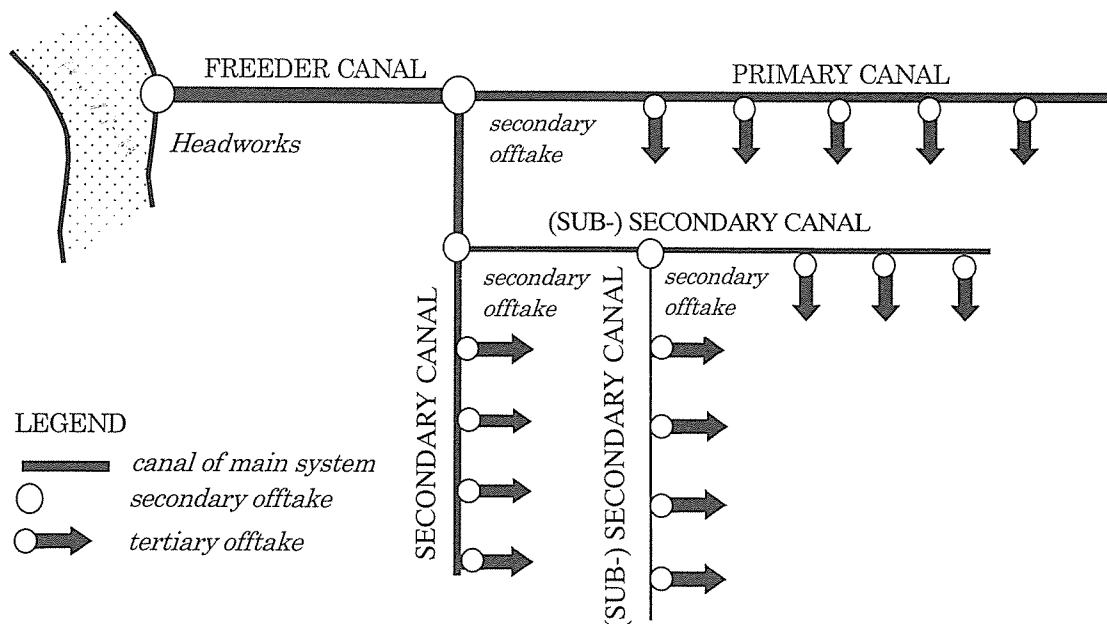 FREEDER CANAL
PRIMARY CANAL
Headworks
secondary
offtake
(SUB-) SECONDARY CANAL
secondary
offtake
secondary
offtake
SECONDARY CANAL
(SUB-) SECONDARY CANAL
LEGEND
canal of main system
secondary offtake
tertiary offtake